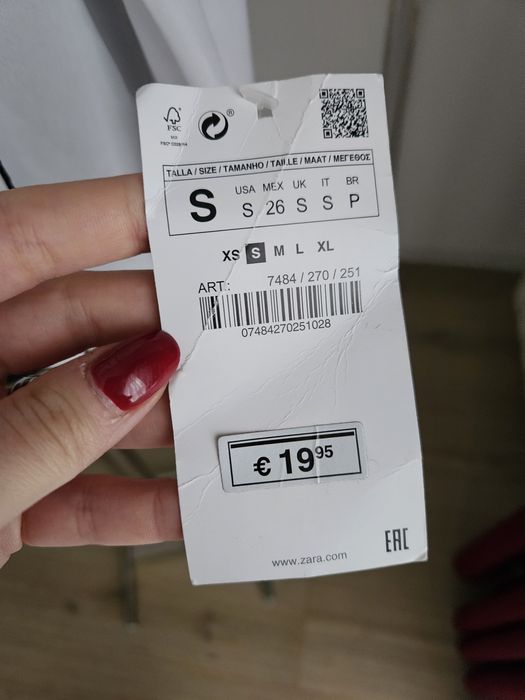 FSC
TALLA / SIZE / TAMANHO / TAILLE / MAAT / ΜΕΓΕΘΟΣ
S
USA MEX UK IT BR
S 26 S S P
XS S M L XL
ART.: 7484 / 270 / 251
07484270251028
€ 19 95
www.zara.com
EAC